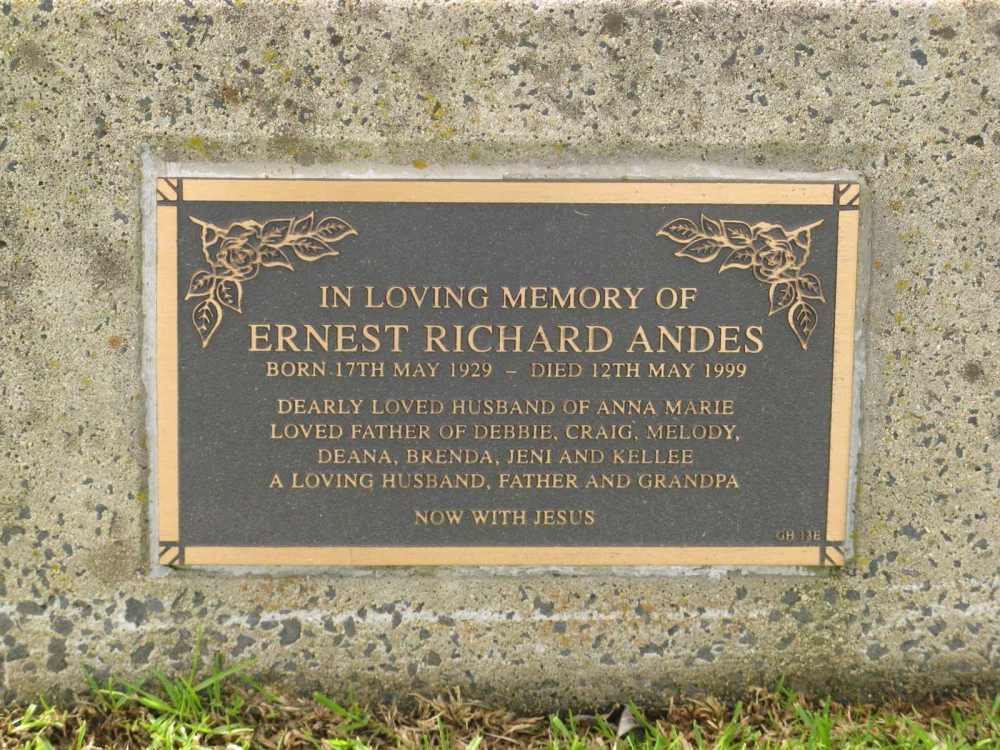 IN LOVING MEMORY OF
ERNEST RICHARD ANDES
BORN 17TH MAY 1929 – DIED 12TH MAY 1999
DEARLY LOVED HUSBAND OF ANNA MARIE
LOVED FATHER OF DEBBIE, CRAIG, MELODY,
DEANA, BRENDA, JENI AND KELLEE
A LOVING HUSBAND, FATHER AND GRANDPA
NOW WITH JESUS
GH 13E